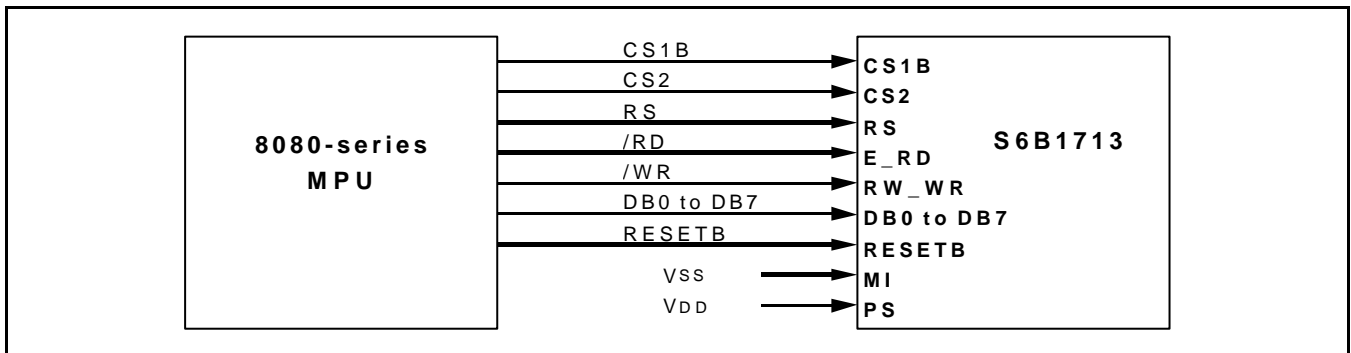 8080-series
MPU
CS1B
CS2
RS
/RD
/WR
DB0 to DB7
RESETB
VSS
VDD
CS1B
CS2
RS
E_RD
RW_WR
DB0 to DB7
RESETB
MI
PS
S6B1713